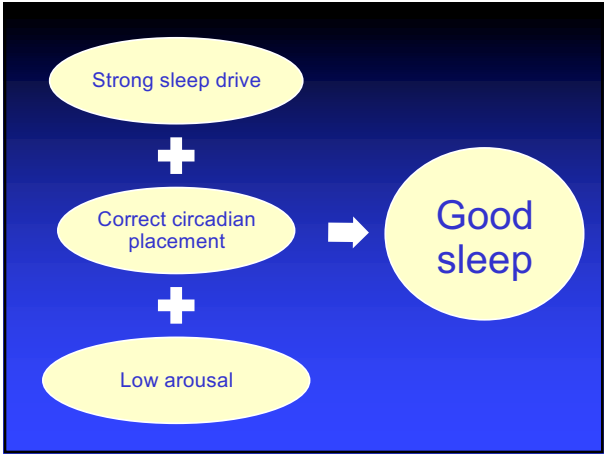 Strong sleep drive
Correct circadian
placement
Low arousal
Good
sleep